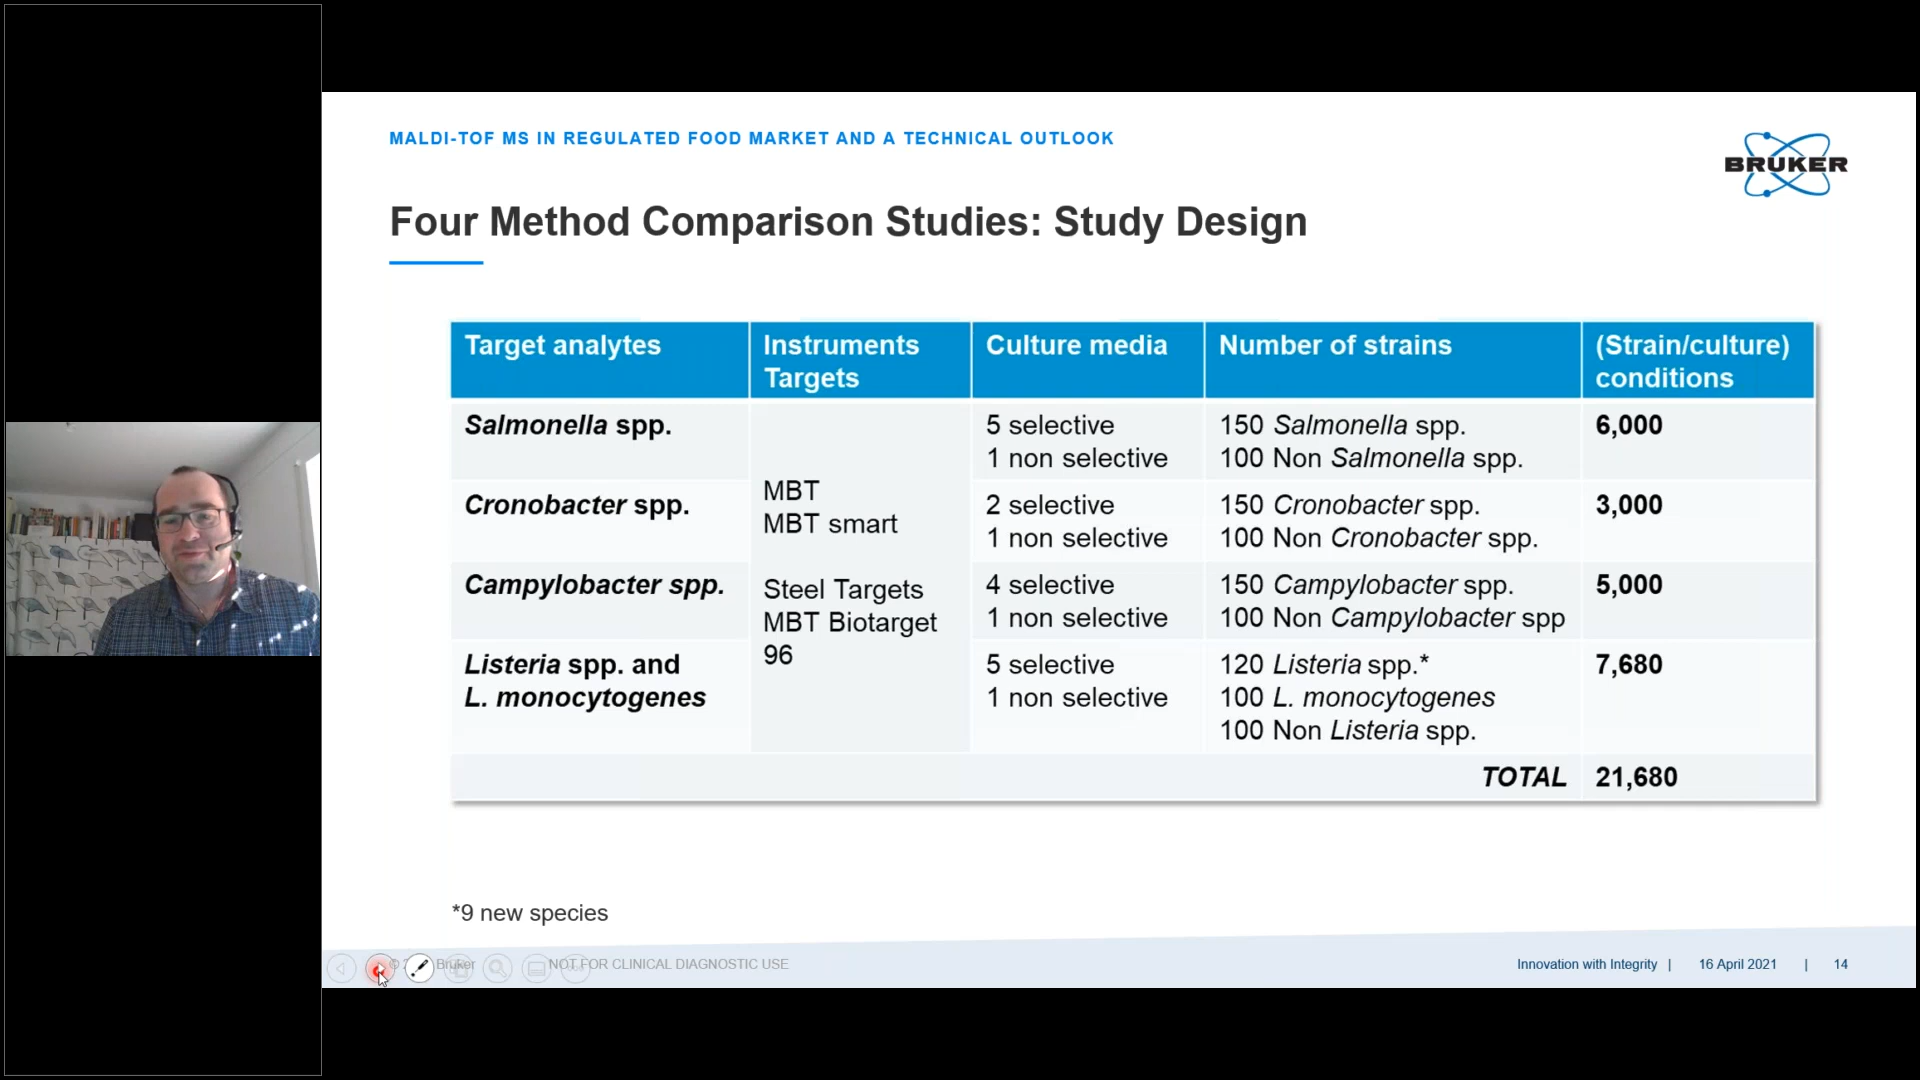 MALDI-TOF MS IN REGULATED FOOD MARKET AND A TECHNICAL OUTLOOK
BRUKER
Four Method Comparison Studies: Study Design
Target analytes
Instruments
Targets
Culture media
Number of strains
(Strain/culture)
conditions
Salmonella spp.
5 selective
1 non selective
150 Salmonella spp.
100 Non Salmonella spp.
6,000
MBT
MBT smart
Steel Targets
MBT Biotarget
96
Cronobacter spp.
2 selective
1 non selective
150 Cronobacter spp.
100 Non Cronobacter spp.
3,000
Campylobacter spp.
4 selective
1 non selective
150 Campylobacter spp.
100 Non Campylobacter spp
5,000
Listeria spp. and
L. monocytogenes
5 selective
1 non selective
120 Listeria spp.*
100 L. monocytogenes
100 Non Listeria spp.
7,680
TOTAL
21,680
*9 new species
© Bruker
NOT FOR CLINICAL DIAGNOSTIC USE
Innovation with Integrity |
16 April 2021
|
14